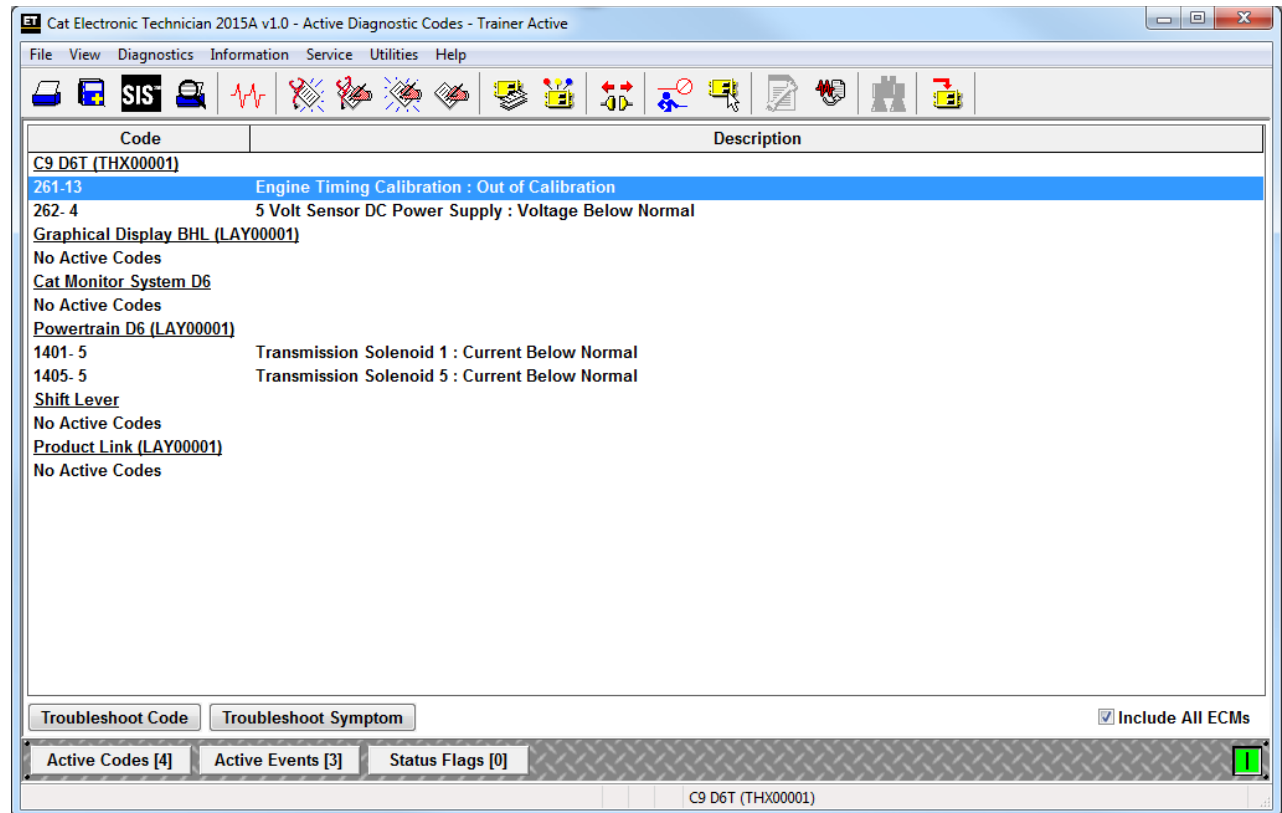 ET Cat Electronic Technician 2015A v1.0 - Active Diagnostic Codes - Trainer Active
File View Diagnostics Information Service Utilities Help
SIS
Code Description
C9 D6T (THX00001)
261-13 Engine Timing Calibration : Out of Calibration
262- 4 5 Volt Sensor DC Power Supply : Voltage Below Normal
Graphical Display BHL (LAY00001)
No Active Codes
Cat Monitor System D6
No Active Codes
Powertrain D6 (LAY00001)
1401- 5 Transmission Solenoid 1 : Current Below Normal
1405- 5 Transmission Solenoid 5 : Current Below Normal
Shift Lever
No Active Codes
Product Link (LAY00001)
No Active Codes
Troubleshoot Code Troubleshoot Symptom Include All ECMs
Active Codes [4] Active Events [3] Status Flags [0]
C9 D6T (THX00001)